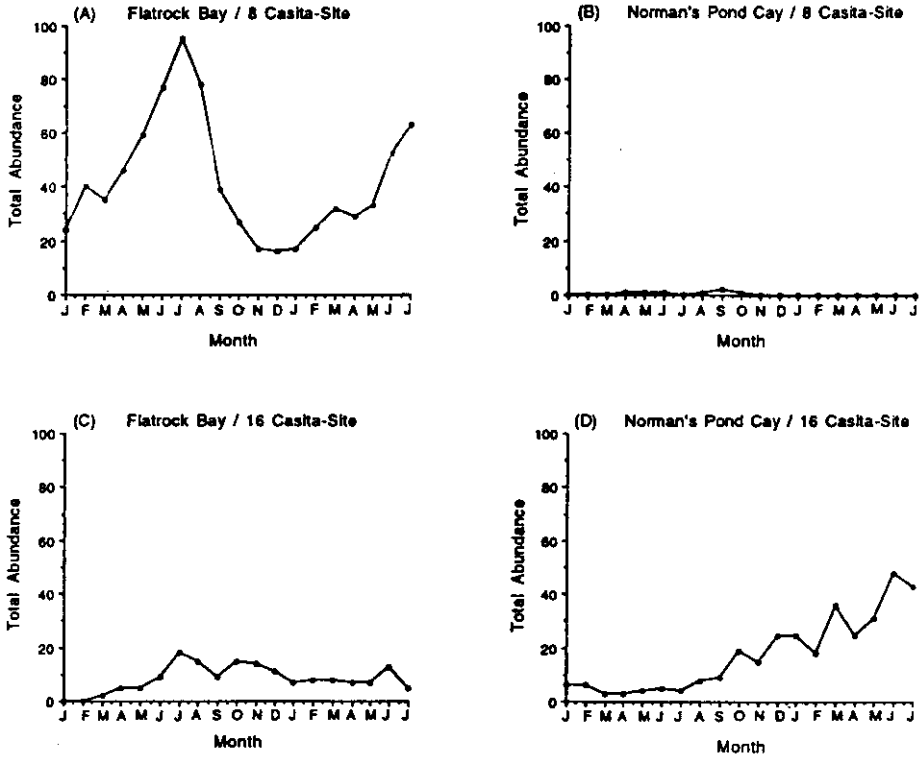 (A) Flatrock Bay / 8 Casita-Site
100
80
60
40
20
0
Total Abundance
J F M A M J J A S O N D J F M A M J J
Month
(B) Norman's Pond Cay / 8 Casita-Site
100
80
60
40
20
0
Total Abundance
J F M A M J J A S O N D J F M A M J J
Month
(C) Flatrock Bay / 16 Casita-Site
100
80
60
40
20
0
Total Abundance
J F M A M J J A S O N D J F M A M J J
Month
(D) Norman's Pond Cay / 16 Casita-Site
100
80
60
40
20
0
Total Abundance
J F M A M J J A S O N D J F M A M J J
Month